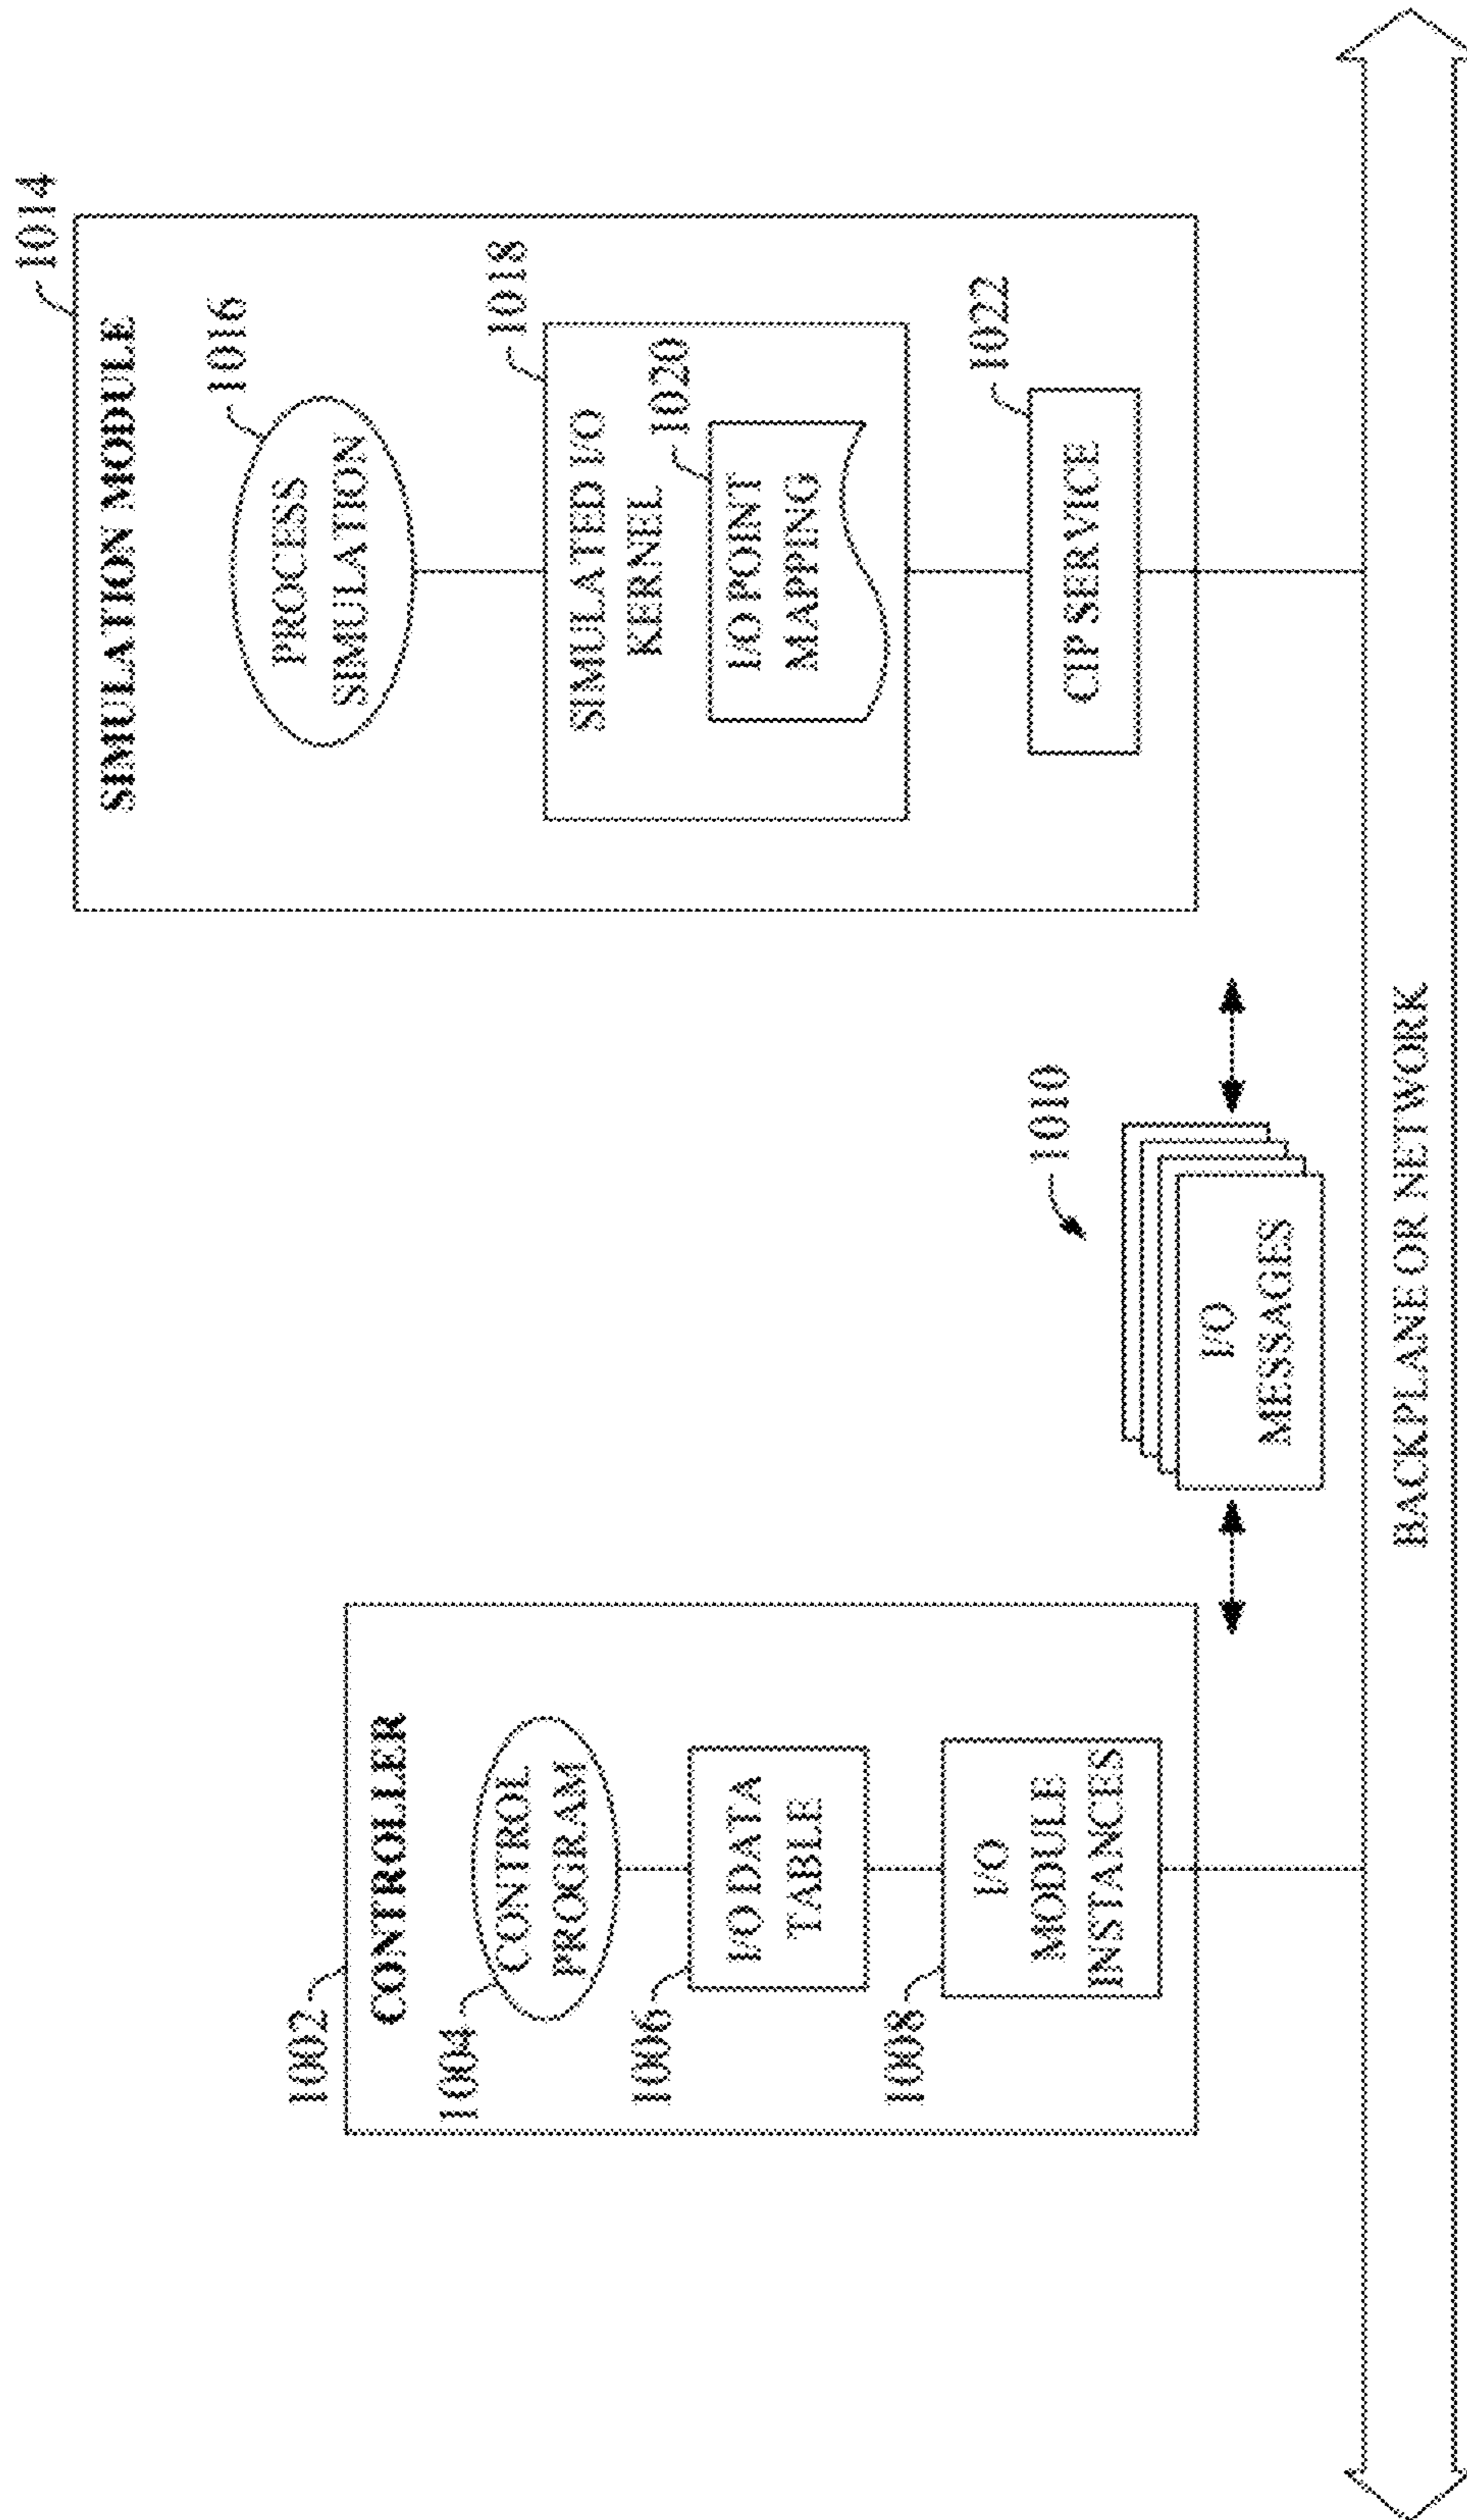 1002
CONTROLLER
1004
CONTROL
PROGRAM
1006
I/O DATA
TABLE
1008
I/O
MODULE
INSTANCES
1010
I/O
MESSAGES
1014
SIMULATION MODULE
1016
PROCESS
SIMULATION
1018
SIMULATED I/O
KERNEL
1020
I/O POINT
MAPPING
1022
CIP SERVICE
BACKPLANE OR NETWORK